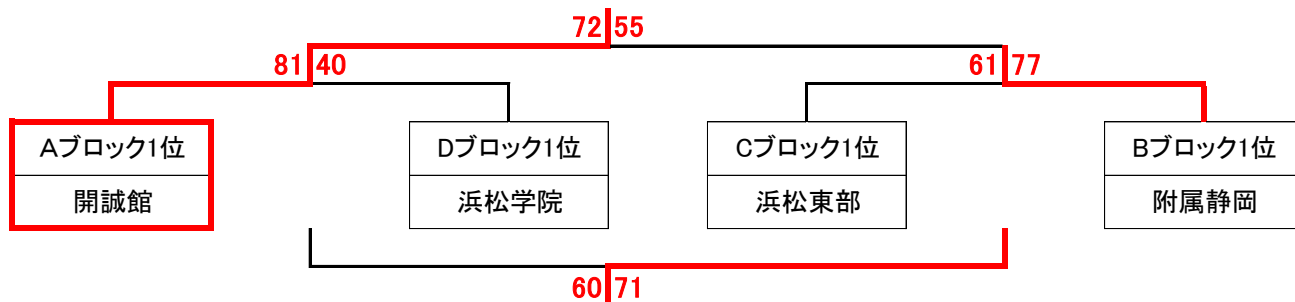 72 55
81 40
61 77
Aブロック1位
Dブロック1位
Cブロック1位
Bブロック1位
開誠館
浜松学院
浜松東部
附属静岡
60 71